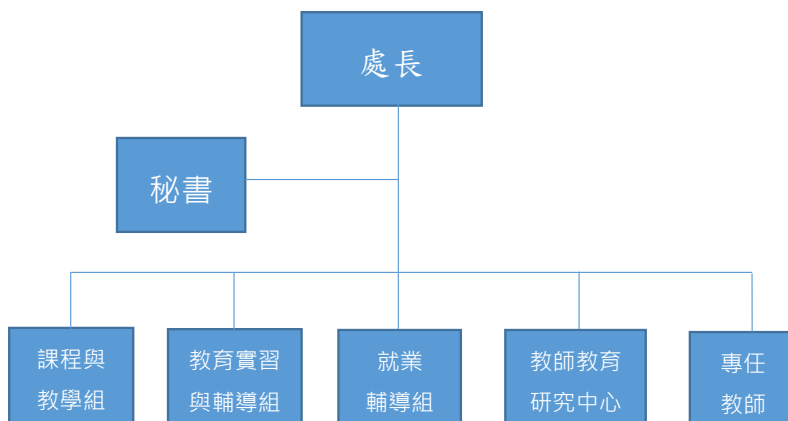 處長
秘書
課程與
教學組
教育實習
與輔導組
就業
輔導組
教師教育
研究中心
專任
教師